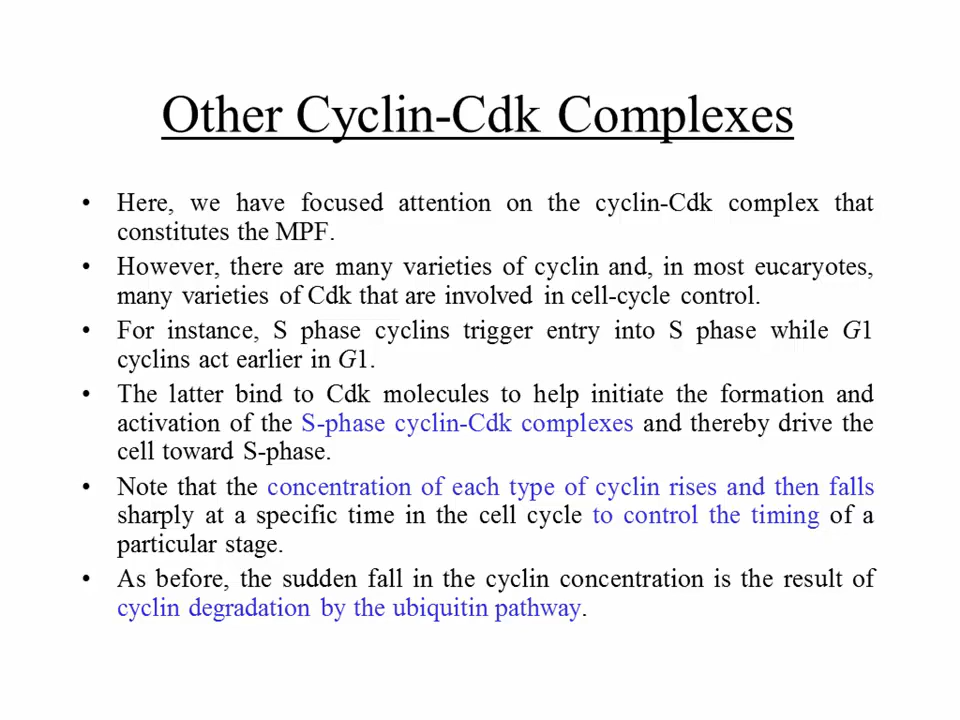 Other Cyclin-Cdk Complexes
• Here, we have focused attention on the cyclin-Cdk complex that
constitutes the MPF.
• However, there are many varieties of cyclin and, in most eucaryotes,
many varieties of Cdk that are involved in cell-cycle control.
• For instance, S phase cyclins trigger entry into S phase while G1
cyclins act earlier in G1.
• The latter bind to Cdk molecules to help initiate the formation and
activation of the S-phase cyclin-Cdk complexes and thereby drive the
cell toward S-phase.
• Note that the concentration of each type of cyclin rises and then falls
sharply at a specific time in the cell cycle to control the timing of a
particular stage.
• As before, the sudden fall in the cyclin concentration is the result of
cyclin degradation by the ubiquitin pathway.